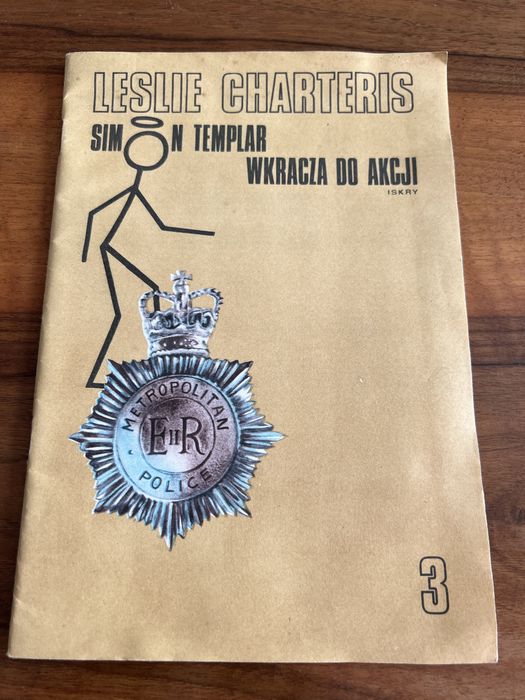 LESLIE CHARTERIS
SIMON TEMPLAR
WKRACZA DO AKCJI
ISKRY
METROPOLITAN
EIIR
POLICE
3